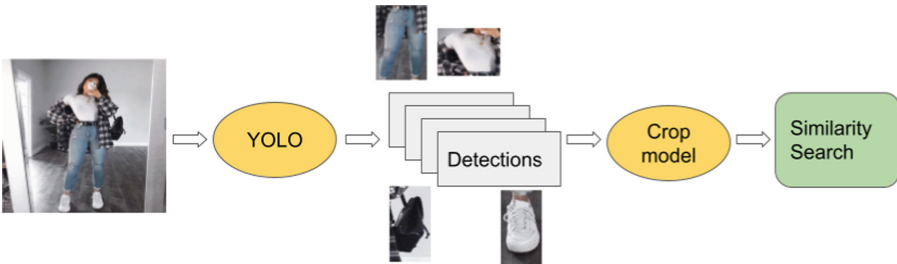 YOLO
Detections
Crop
model
Similarity
Search